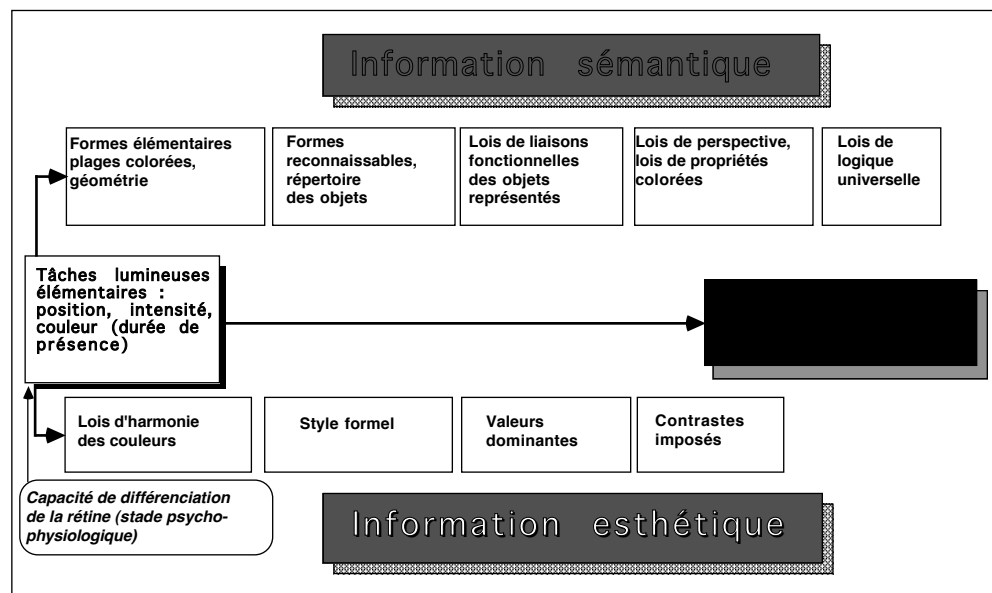 Information sémantique
Formes élémentaires
plages colorées,
géométrie
Formes
reconnaissables,
répertoire
des objets
Lois de liaisons
fonctionnelles
des objets
représentés
Lois de perspective,
lois de propriétés
colorées
Lois de
logique
universelle
Tâches lumineuses
élémentaires :
position, intensité,
couleur (durée de
présence)
Lois d'harmonie
des couleurs
Style formel
Valeurs
dominantes
Contrastes
imposés
Capacité de différenciation
de la rétine (stade psycho-
physiologique)
Information esthétique